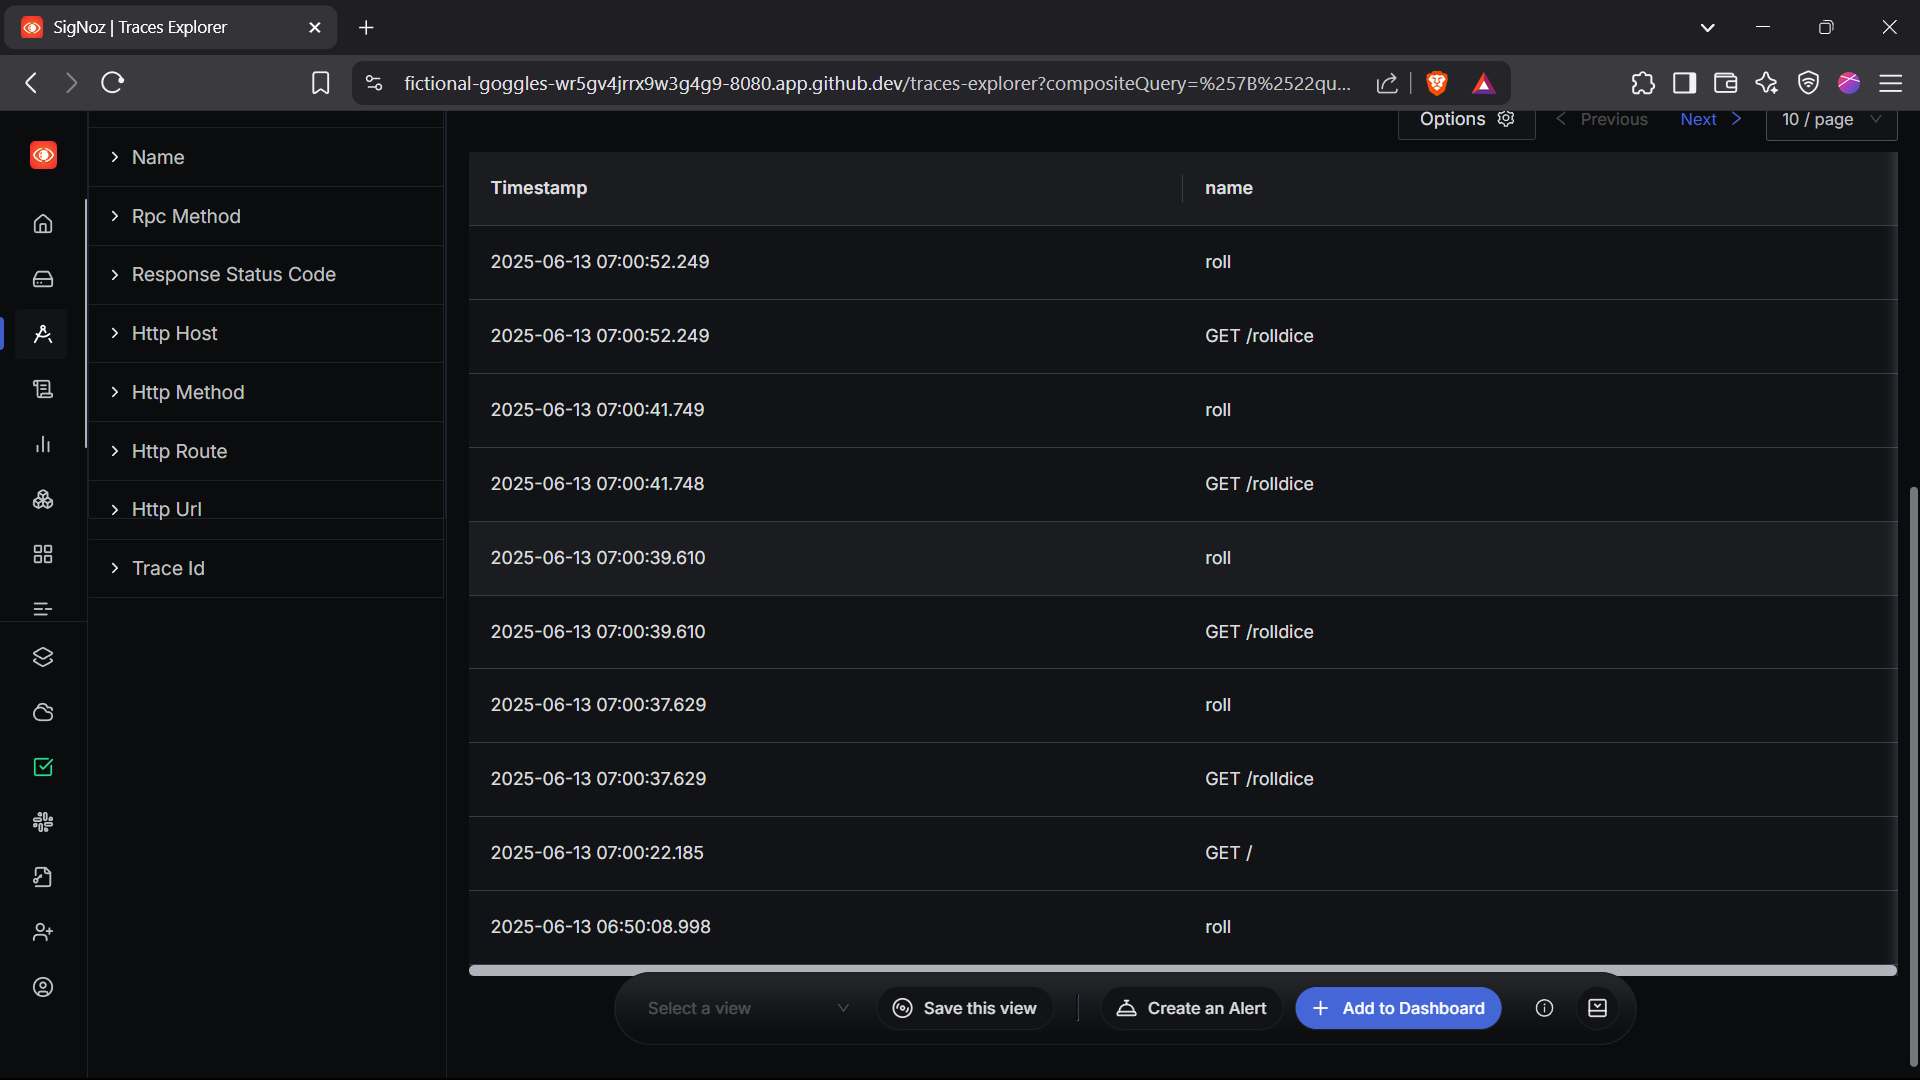 SigNoz | Traces Explorer
fictional-goggles-wr5gv4jrrx9w3g4g9-8080.app.github.dev/traces-explorer?compositeQuery=%257B%2522qu...
Options
Previous
Next
10 / page
Name
Rpc Method
Response Status Code
Http Host
Http Method
Http Route
Http Url
Trace Id
Timestamp name
2025-06-13 07:00:52.249 roll
2025-06-13 07:00:52.249 GET /rolldice
2025-06-13 07:00:41.749 roll
2025-06-13 07:00:41.748 GET /rolldice
2025-06-13 07:00:39.610 roll
2025-06-13 07:00:39.610 GET /rolldice
2025-06-13 07:00:37.629 roll
2025-06-13 07:00:37.629 GET /rolldice
2025-06-13 07:00:22.185 GET /
2025-06-13 06:50:08.998 roll
Select a view
Save this view
Create an Alert
Add to Dashboard